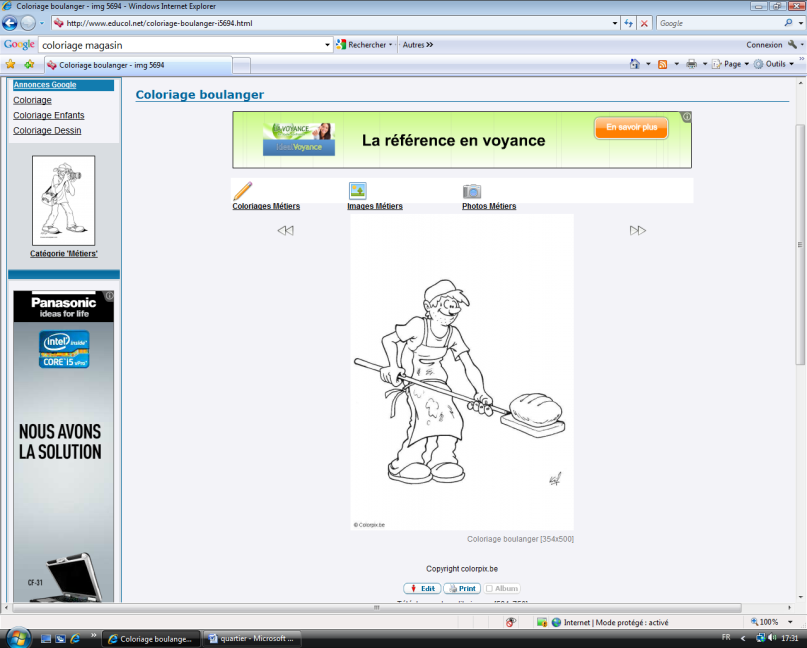 Coloriage boulanger - img 5694 - Windows Internet Explorer
http://www.educol.net/coloriage-boulanger-i5694.html
Google
Google coloriage magasin Rechercher Autres » Connexion
Coloriage boulanger - img 5694
Page Outils »
Annonces Google
Coloriage
Coloriage Enfants
Coloriage Dessin
Catégorie 'Métiers'
Panasonic
ideas for life
intel inside
CORE i5 vPro
NOUS AVONS
LA SOLUTION
CF-31
Coloriage boulanger
VOYANCE
IdealVoyance
La référence en voyance
En savoir plus
Coloriages Métiers
Images Métiers
Photos Métiers
© Colorpix.be
Coloriage boulanger [354x500]
Copyright colorpix.be
Edit Print Album
Internet | Mode protégé : activé
100%
Coloriage boulange...
quartier - Microsoft ...
FR
17:31